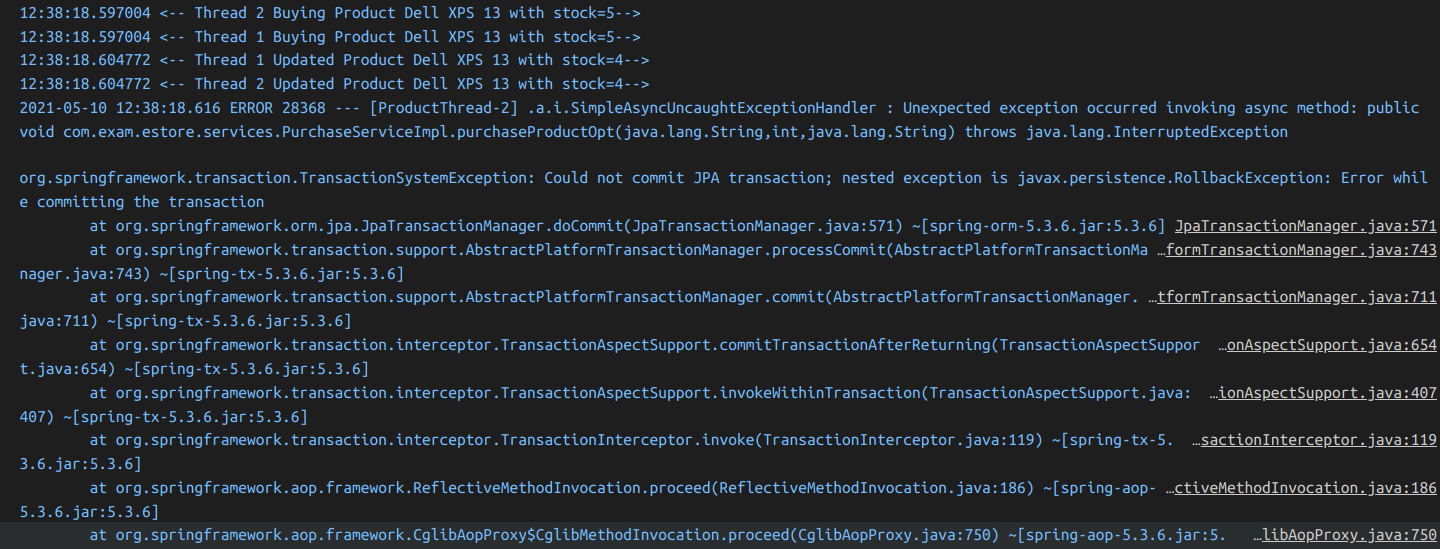 12:38:18.597004 <-- Thread 2 Buying Product Dell XPS 13 with stock=5-->
12:38:18.597004 <-- Thread 1 Buying Product Dell XPS 13 with stock=5-->
12:38:18.604772 <-- Thread 1 Updated Product Dell XPS 13 with stock=4-->
12:38:18.604772 <-- Thread 2 Updated Product Dell XPS 13 with stock=4-->
2021-05-10 12:38:18.616 ERROR 28368 --- [ProductThread-2] .a.i.SimpleAsyncUncaughtExceptionHandler : Unexpected exception occurred invoking async method: public
void com.exam.estore.services.PurchaseServiceImpl.purchaseProductOpt(java.lang.String,int,java.lang.String) throws java.lang.InterruptedException
org.springframework.transaction.TransactionSystemException: Could not commit JPA transaction; nested exception is javax.persistence.RollbackException: Error whil
e committing the transaction
at org.springframework.orm.jpa.JpaTransactionManager.doCommit(JpaTransactionManager.java:571) ~[spring-orm-5.3.6.jar:5.3.6] JpaTransactionManager.java:571
at org.springframework.transaction.support.AbstractPlatformTransactionManager.processCommit(AbstractPlatformTransactionMa …formTransactionManager.java:743
nager.java:743) ~[spring-tx-5.3.6.jar:5.3.6]
at org.springframework.transaction.support.AbstractPlatformTransactionManager.commit(AbstractPlatformTransactionManager. …tformTransactionManager.java:711
java:711) ~[spring-tx-5.3.6.jar:5.3.6]
at org.springframework.transaction.interceptor.TransactionAspectSupport.commitTransactionAfterReturning(TransactionAspectSuppor …onAspectSupport.java:654
t.java:654) ~[spring-tx-5.3.6.jar:5.3.6]
at org.springframework.transaction.interceptor.TransactionAspectSupport.invokeWithinTransaction(TransactionAspectSupport.java: …ionAspectSupport.java:407
407) ~[spring-tx-5.3.6.jar:5.3.6]
at org.springframework.transaction.interceptor.TransactionInterceptor.invoke(TransactionInterceptor.java:119) ~[spring-tx-5. …sactionInterceptor.java:119
3.6.jar:5.3.6]
at org.springframework.aop.framework.ReflectiveMethodInvocation.proceed(ReflectiveMethodInvocation.java:186) ~[spring-aop- …ctiveMethodInvocation.java:186
5.3.6.jar:5.3.6]
at org.springframework.aop.framework.CglibAopProxy$CglibMethodInvocation.proceed(CglibAopProxy.java:750) ~[spring-aop-5.3.6.jar:5. …libAopProxy.java:750